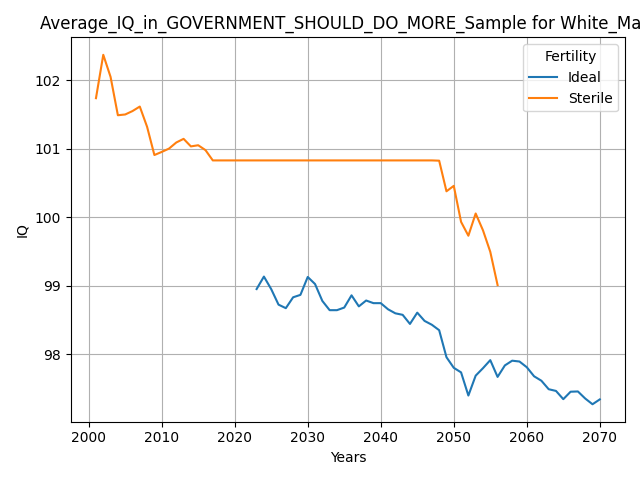 Average_IQ_in_GOVERNMENT_SHOULD_DO_MORE_Sample for White_Ma
Fertility
Ideal
Sterile
102
101
100
99
98
IQ
2000 2010 2020 2030 2040 2050 2060 2070
Years